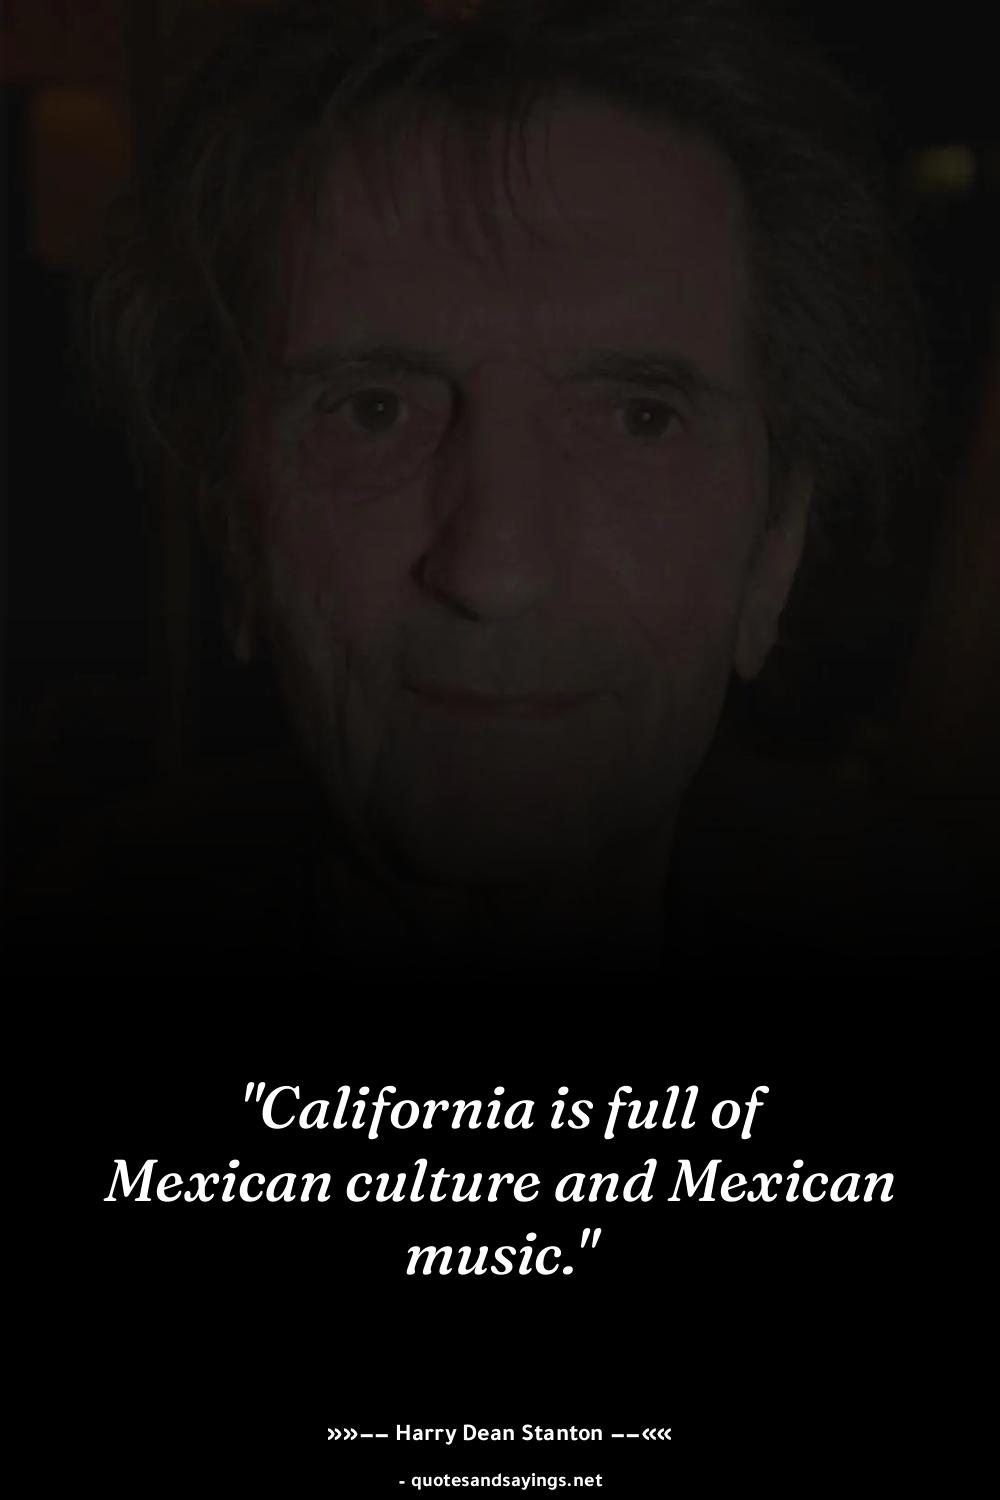 "California is full of
Mexican culture and Mexican
music."
»»–– Harry Dean Stanton ––««
- quotesandsayings.net